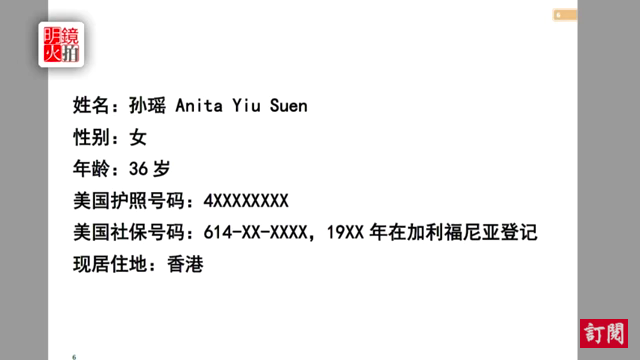 明鏡
火拍
姓名：孙瑶 Anita Yiu Suen
性别：女
年龄：36 岁
美国护照号码：4XXXXXXXX
美国社保号码：614-XX-XXXX，19XX 年在加利福尼亚登记
现居住地：香港
訂閱
6